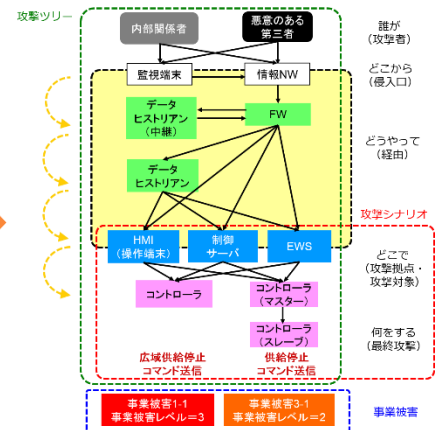 攻撃ツリー
内部関係者
悪意のある
第三者
誰が
(攻撃者)
監視端末
情報NW
どこから
(侵入口)
データ
ヒストリアン
(中継)
FW
どうやって
(経由)
データ
ヒストリアン
攻撃シナリオ
HMI
(操作端末)
制御
サーバ
EWS
どこで
(攻撃拠点・
攻撃対象)
コントローラ
コントローラ
(マスター)
コントローラ
(スレーブ)
何をする
(最終攻撃)
広域供給停止
コマンド送信
供給停止
コマンド送信
事業被害1-1
事業被害レベル=3
事業被害3-1
事業被害レベル=2
事業被害